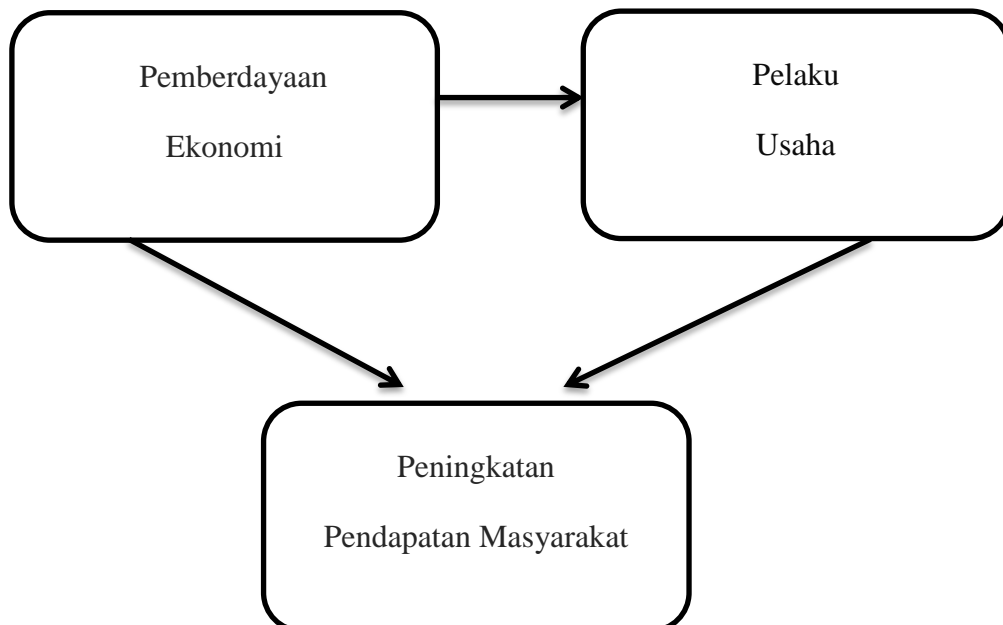 Pemberdayaan
Ekonomi
Pelaku
Usaha
Peningkatan
Pendapatan Masyarakat